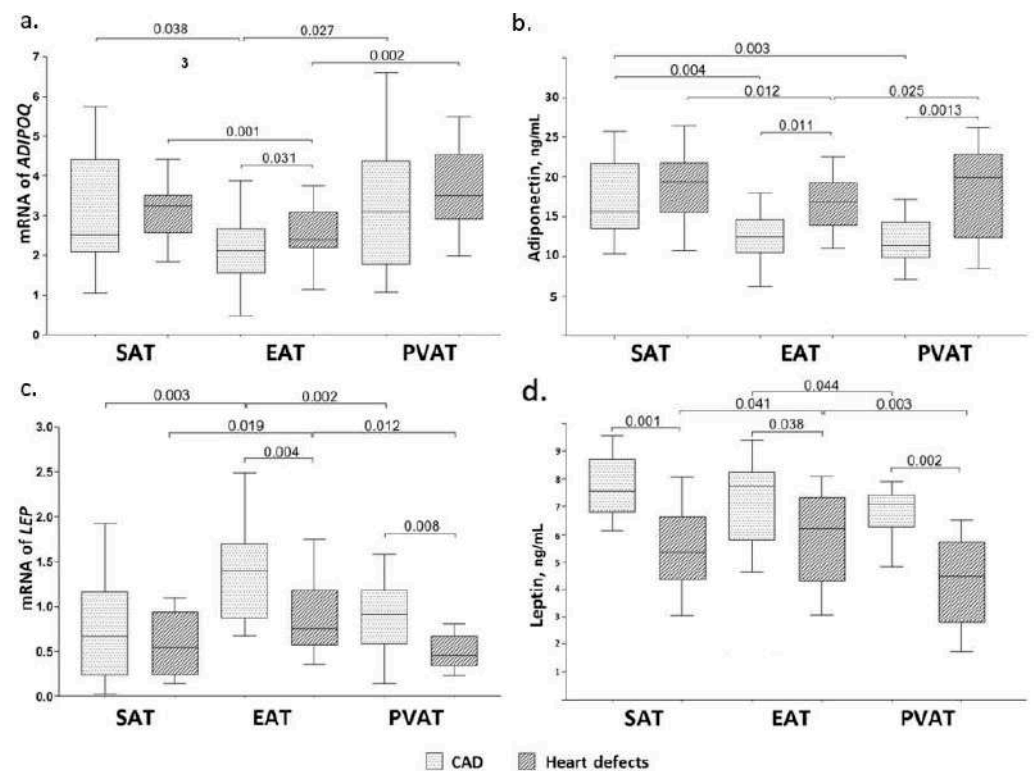 a.
0.038
0.027
3
0.002
0.001
0.031
mRNA of ADIPOQ
7
6
5
4
3
2
1
0
SAT
EAT
PVAT
b.
0.003
0.004
0.012
0.025
0.011
0.0013
Adiponectin, ng/mL
30
25
20
15
10
5
SAT
EAT
PVAT
c.
0.003
0.002
0.019
0.012
0.004
0.008
mRNA of LEP
3.0
2.5
2.0
1.5
1.0
0.5
0.0
SAT
EAT
PVAT
d.
0.044
0.041
0.003
0.001
0.038
0.002
Leptin, ng/mL
9
8
7
6
5
4
3
2
1
SAT
EAT
PVAT
CAD
Heart defects